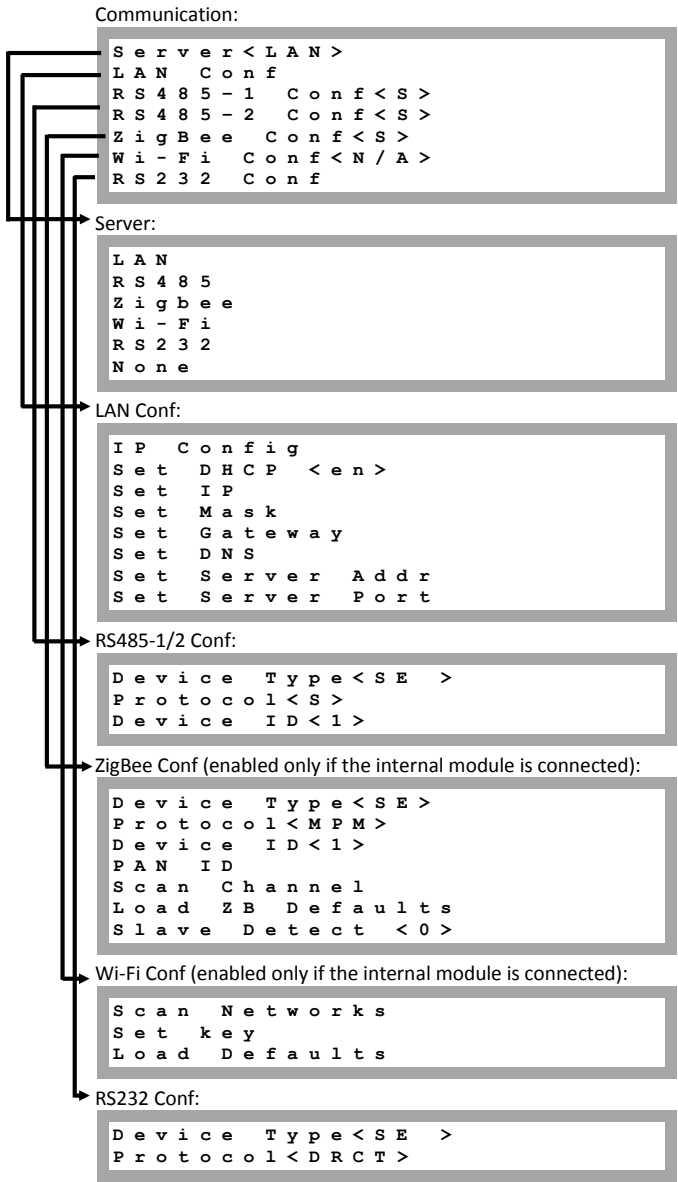 Communication:
Server<LAN>
LAN Conf
RS485-1 Conf<S>
RS485-2 Conf<S>
ZigBee Conf<S>
Wi-Fi Conf<N/A>
RS232 Conf
Server:
LAN
RS485
Zigbee
Wi-Fi
RS232
None
LAN Conf:
IP Config
Set DHCP <en>
Set IP
Set Mask
Set Gateway
Set DNS
Set Server Addr
Set Server Port
RS485-1/2 Conf:
Device Type<SE >
Protocol<S>
Device ID<1>
ZigBee Conf (enabled only if the internal module is connected):
Device Type<SE>
Protocol<MPM>
Device ID<1>
PAN ID
Scan Channel
Load ZB Defaults
Slave Detect <0>
Wi-Fi Conf (enabled only if the internal module is connected):
Scan Networks
Set key
Load Defaults
RS232 Conf:
Device Type<SE >
Protocol<DRCT>